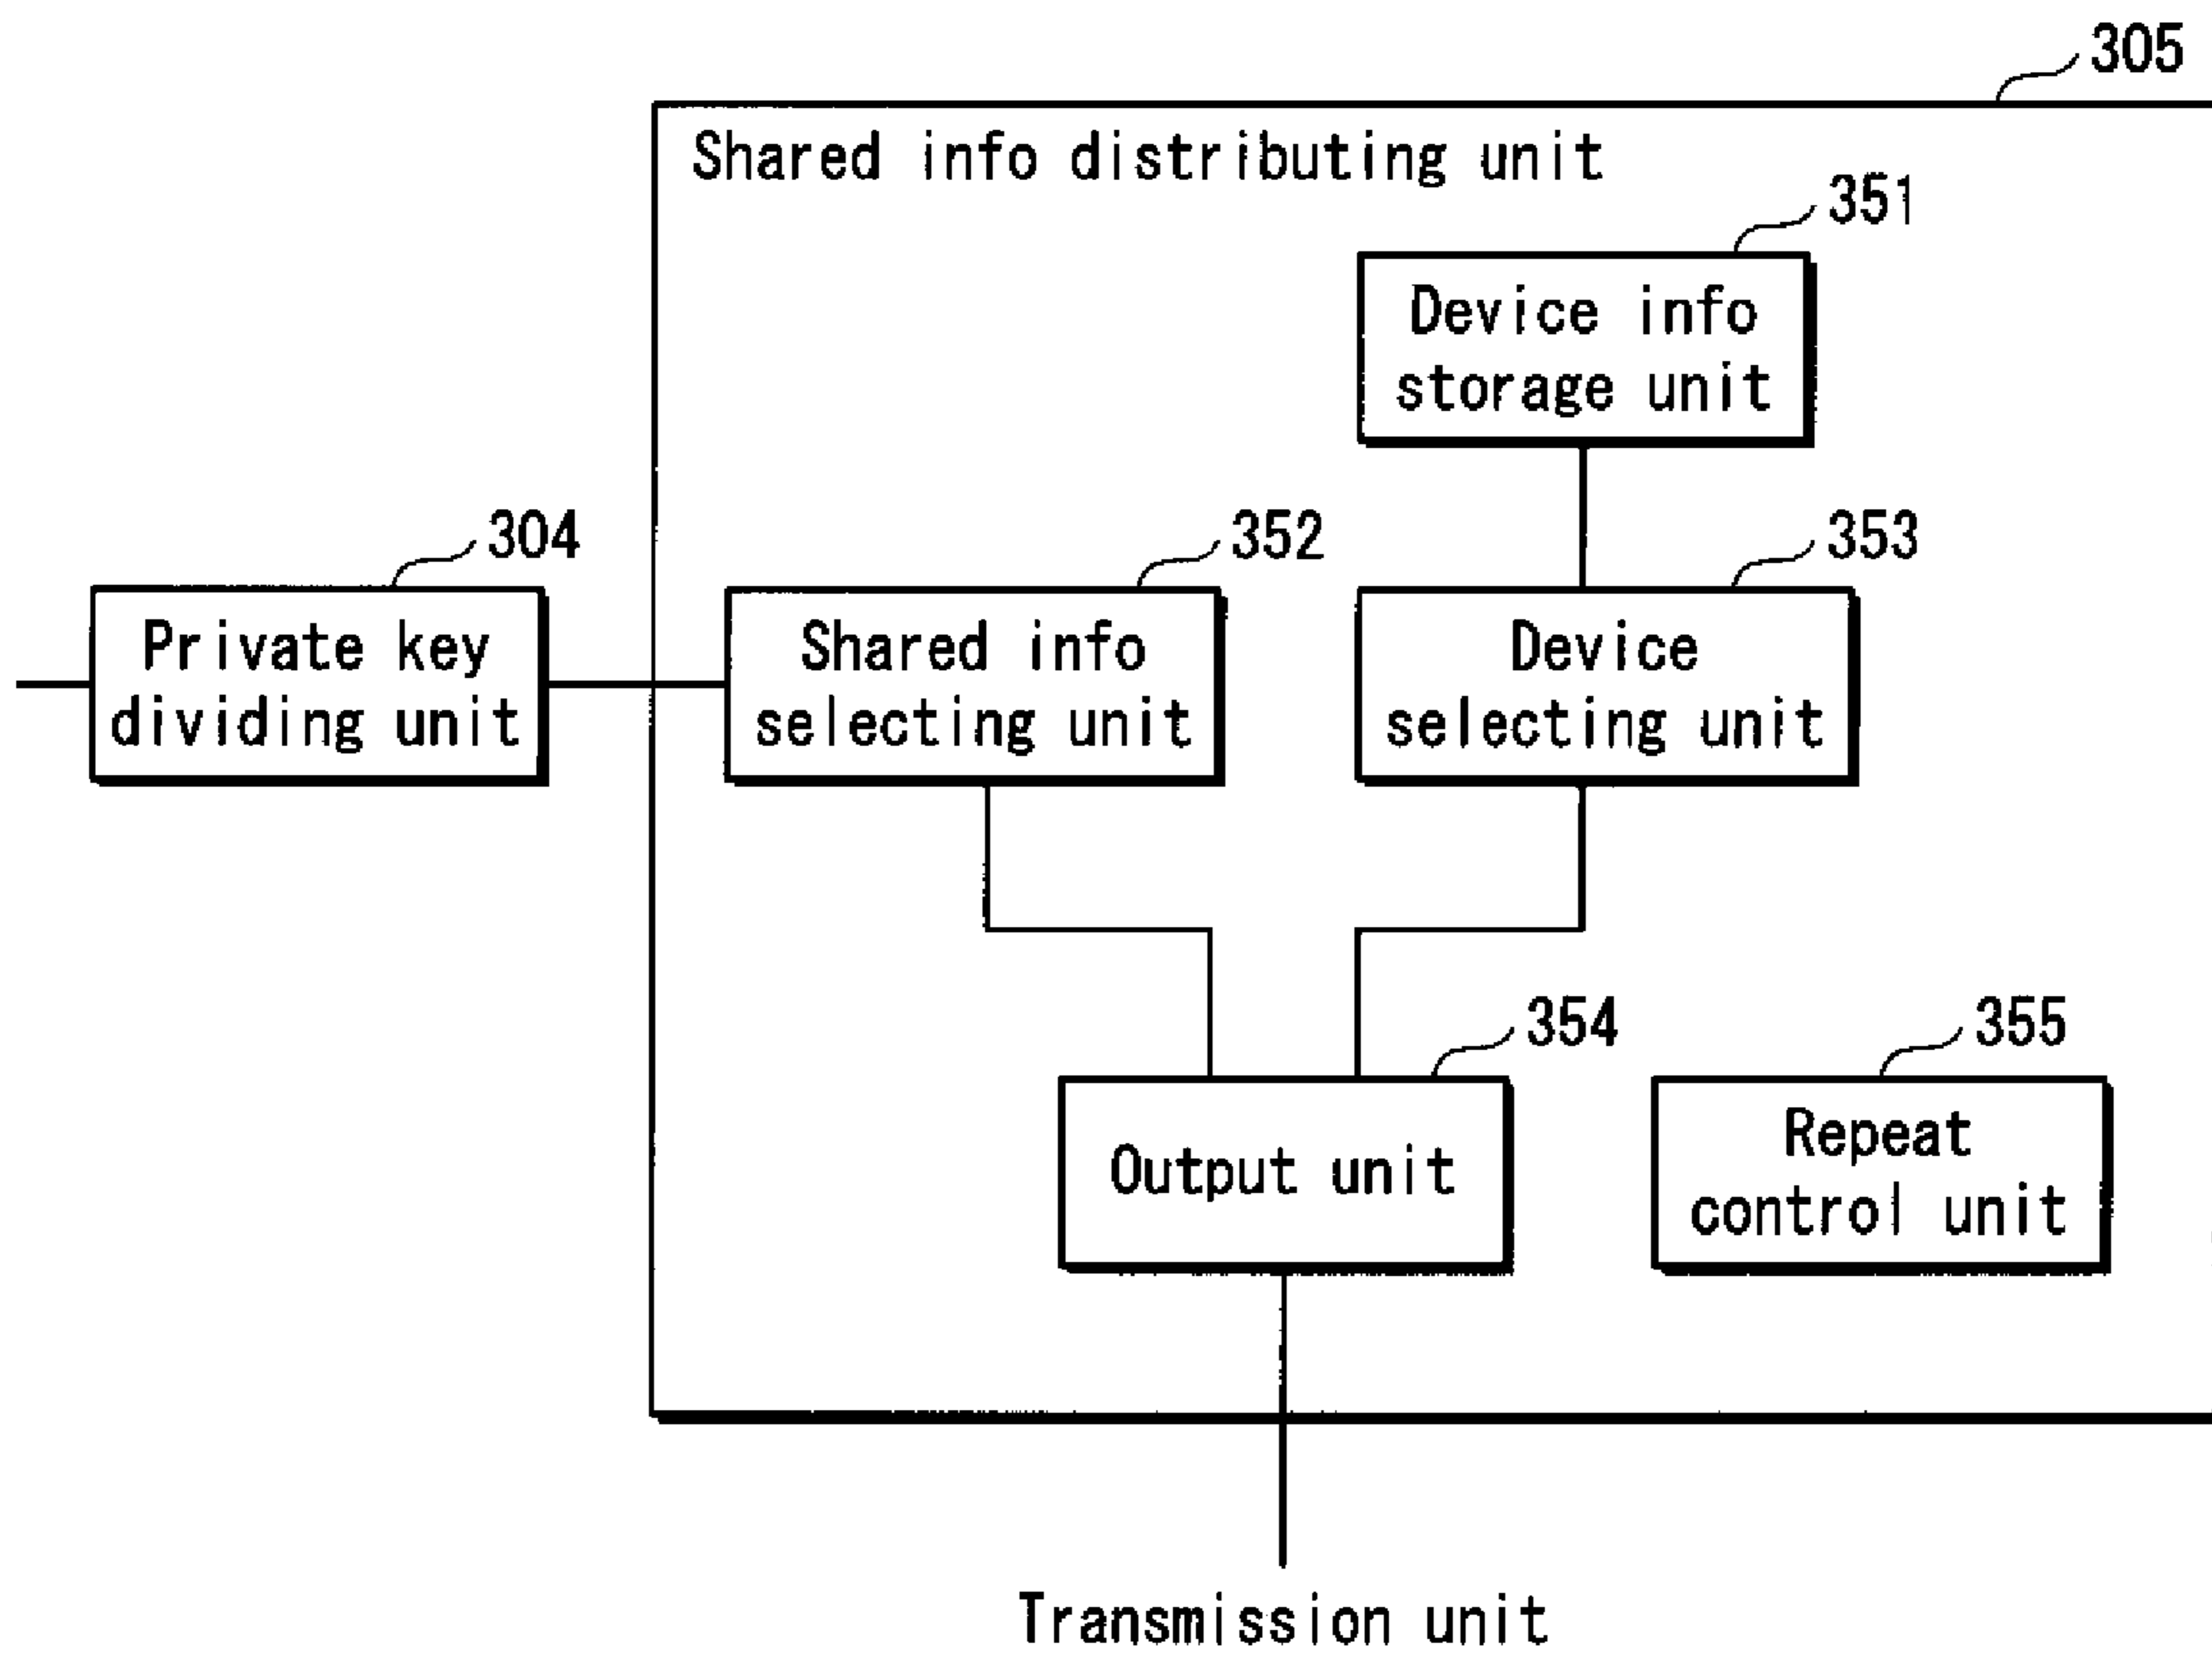 305
Shared info distributing unit
351
Device info
storage unit
304
352
353
Private key
dividing unit
Shared info
selecting unit
Device
selecting unit
354
355
Output unit
Repeat
control unit
Transmission unit